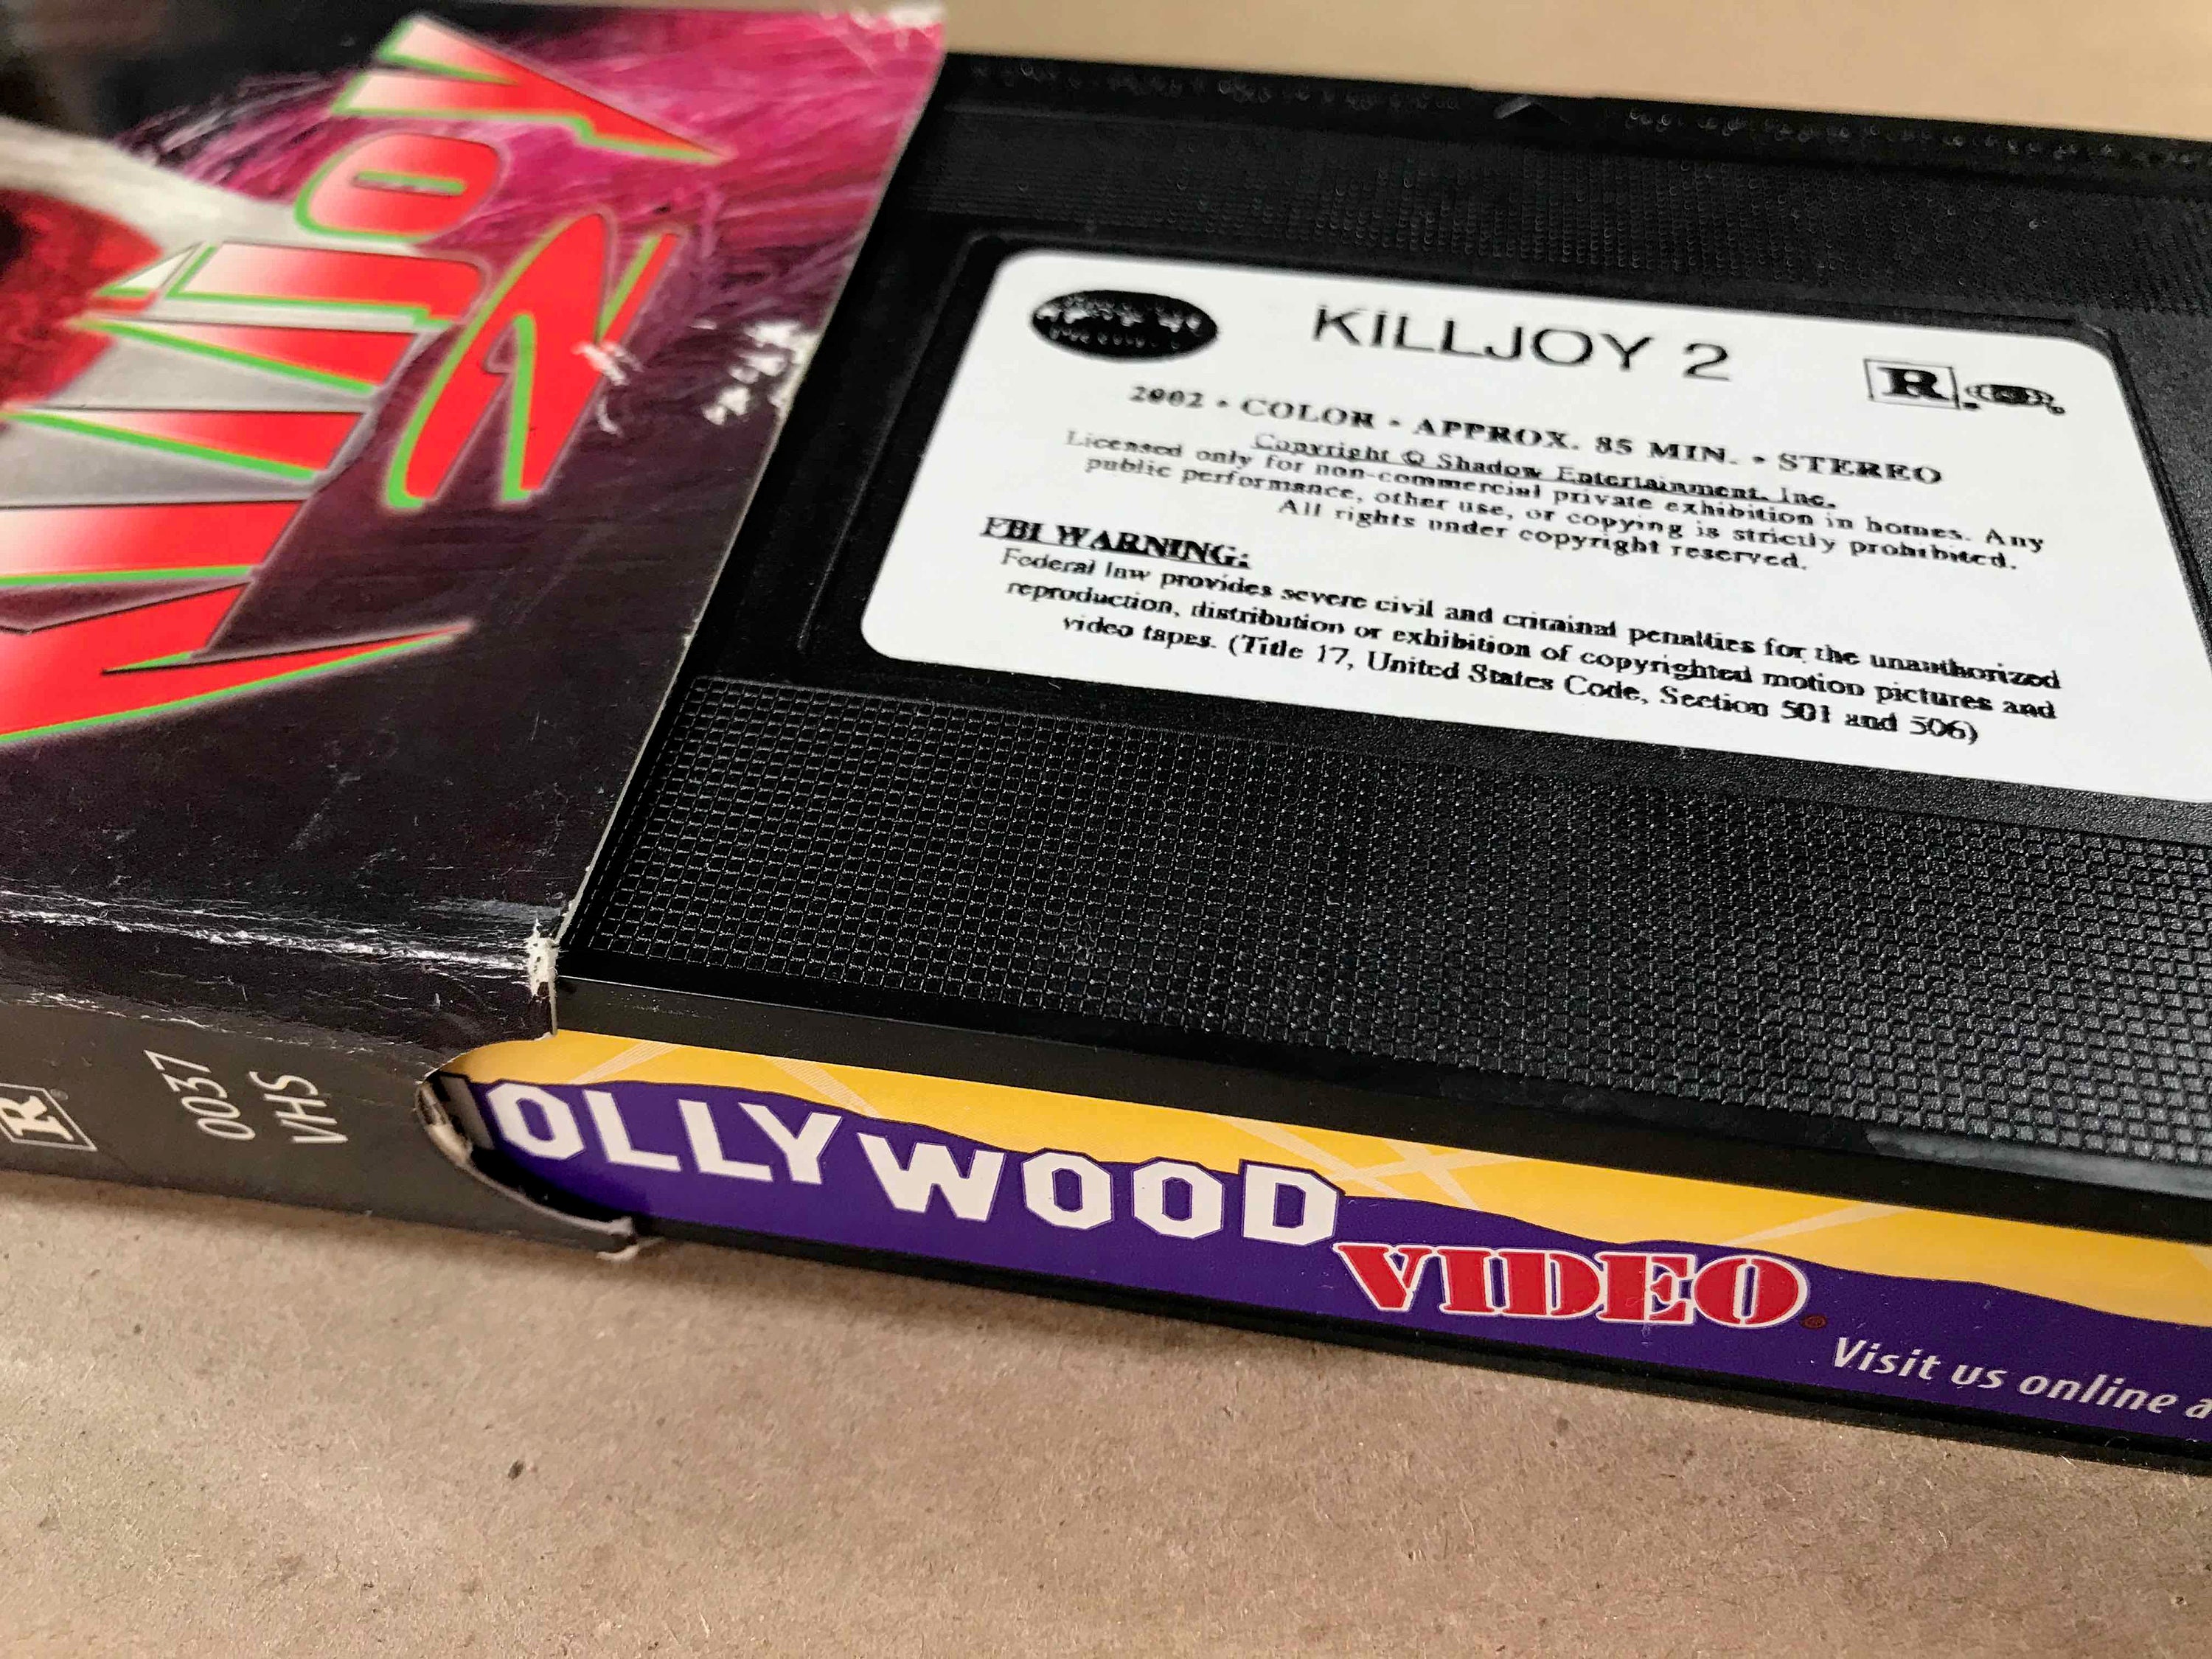 KILLJOY
2
KILLJOY 2
R
2002 • COLOR • APPROX. 85 MIN. • STEREO
Copyright © Shadow Entertainment, Inc.
Licensed only for non-commercial private exhibition in homes. Any
public performance, other use, or copying is strictly prohibited.
All rights under copyright reserved.
FBI WARNING:
Federal law provides severe civil and criminal penalties for the unauthorized
reproduction, distribution or exhibition of copyrighted motion pictures and
video tapes. (Title 17, United States Code, Section 501 and 506)
R
0037
VHS
HOLLYWOOD
VIDEO®
Visit us online a